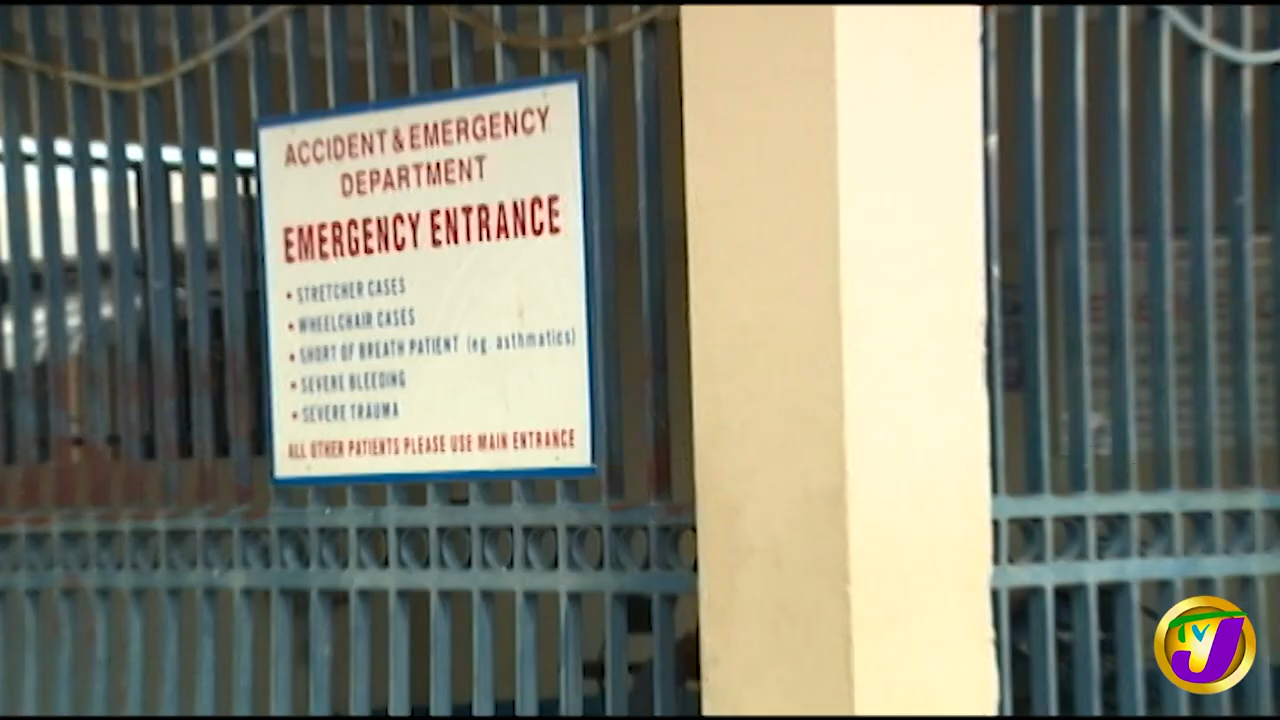 ACCIDENT & EMERGENCY
DEPARTMENT
EMERGENCY ENTRANCE
• STRETCHER CASES
• WHEELCHAIR CASES
• SHORT OF BREATH PATIENT (eg. asthmatics)
• SEVERE BLEEDING
• SEVERE TRAUMA
ALL OTHER PATIENTS PLEASE USE MAIN ENTRANCE
TVJ